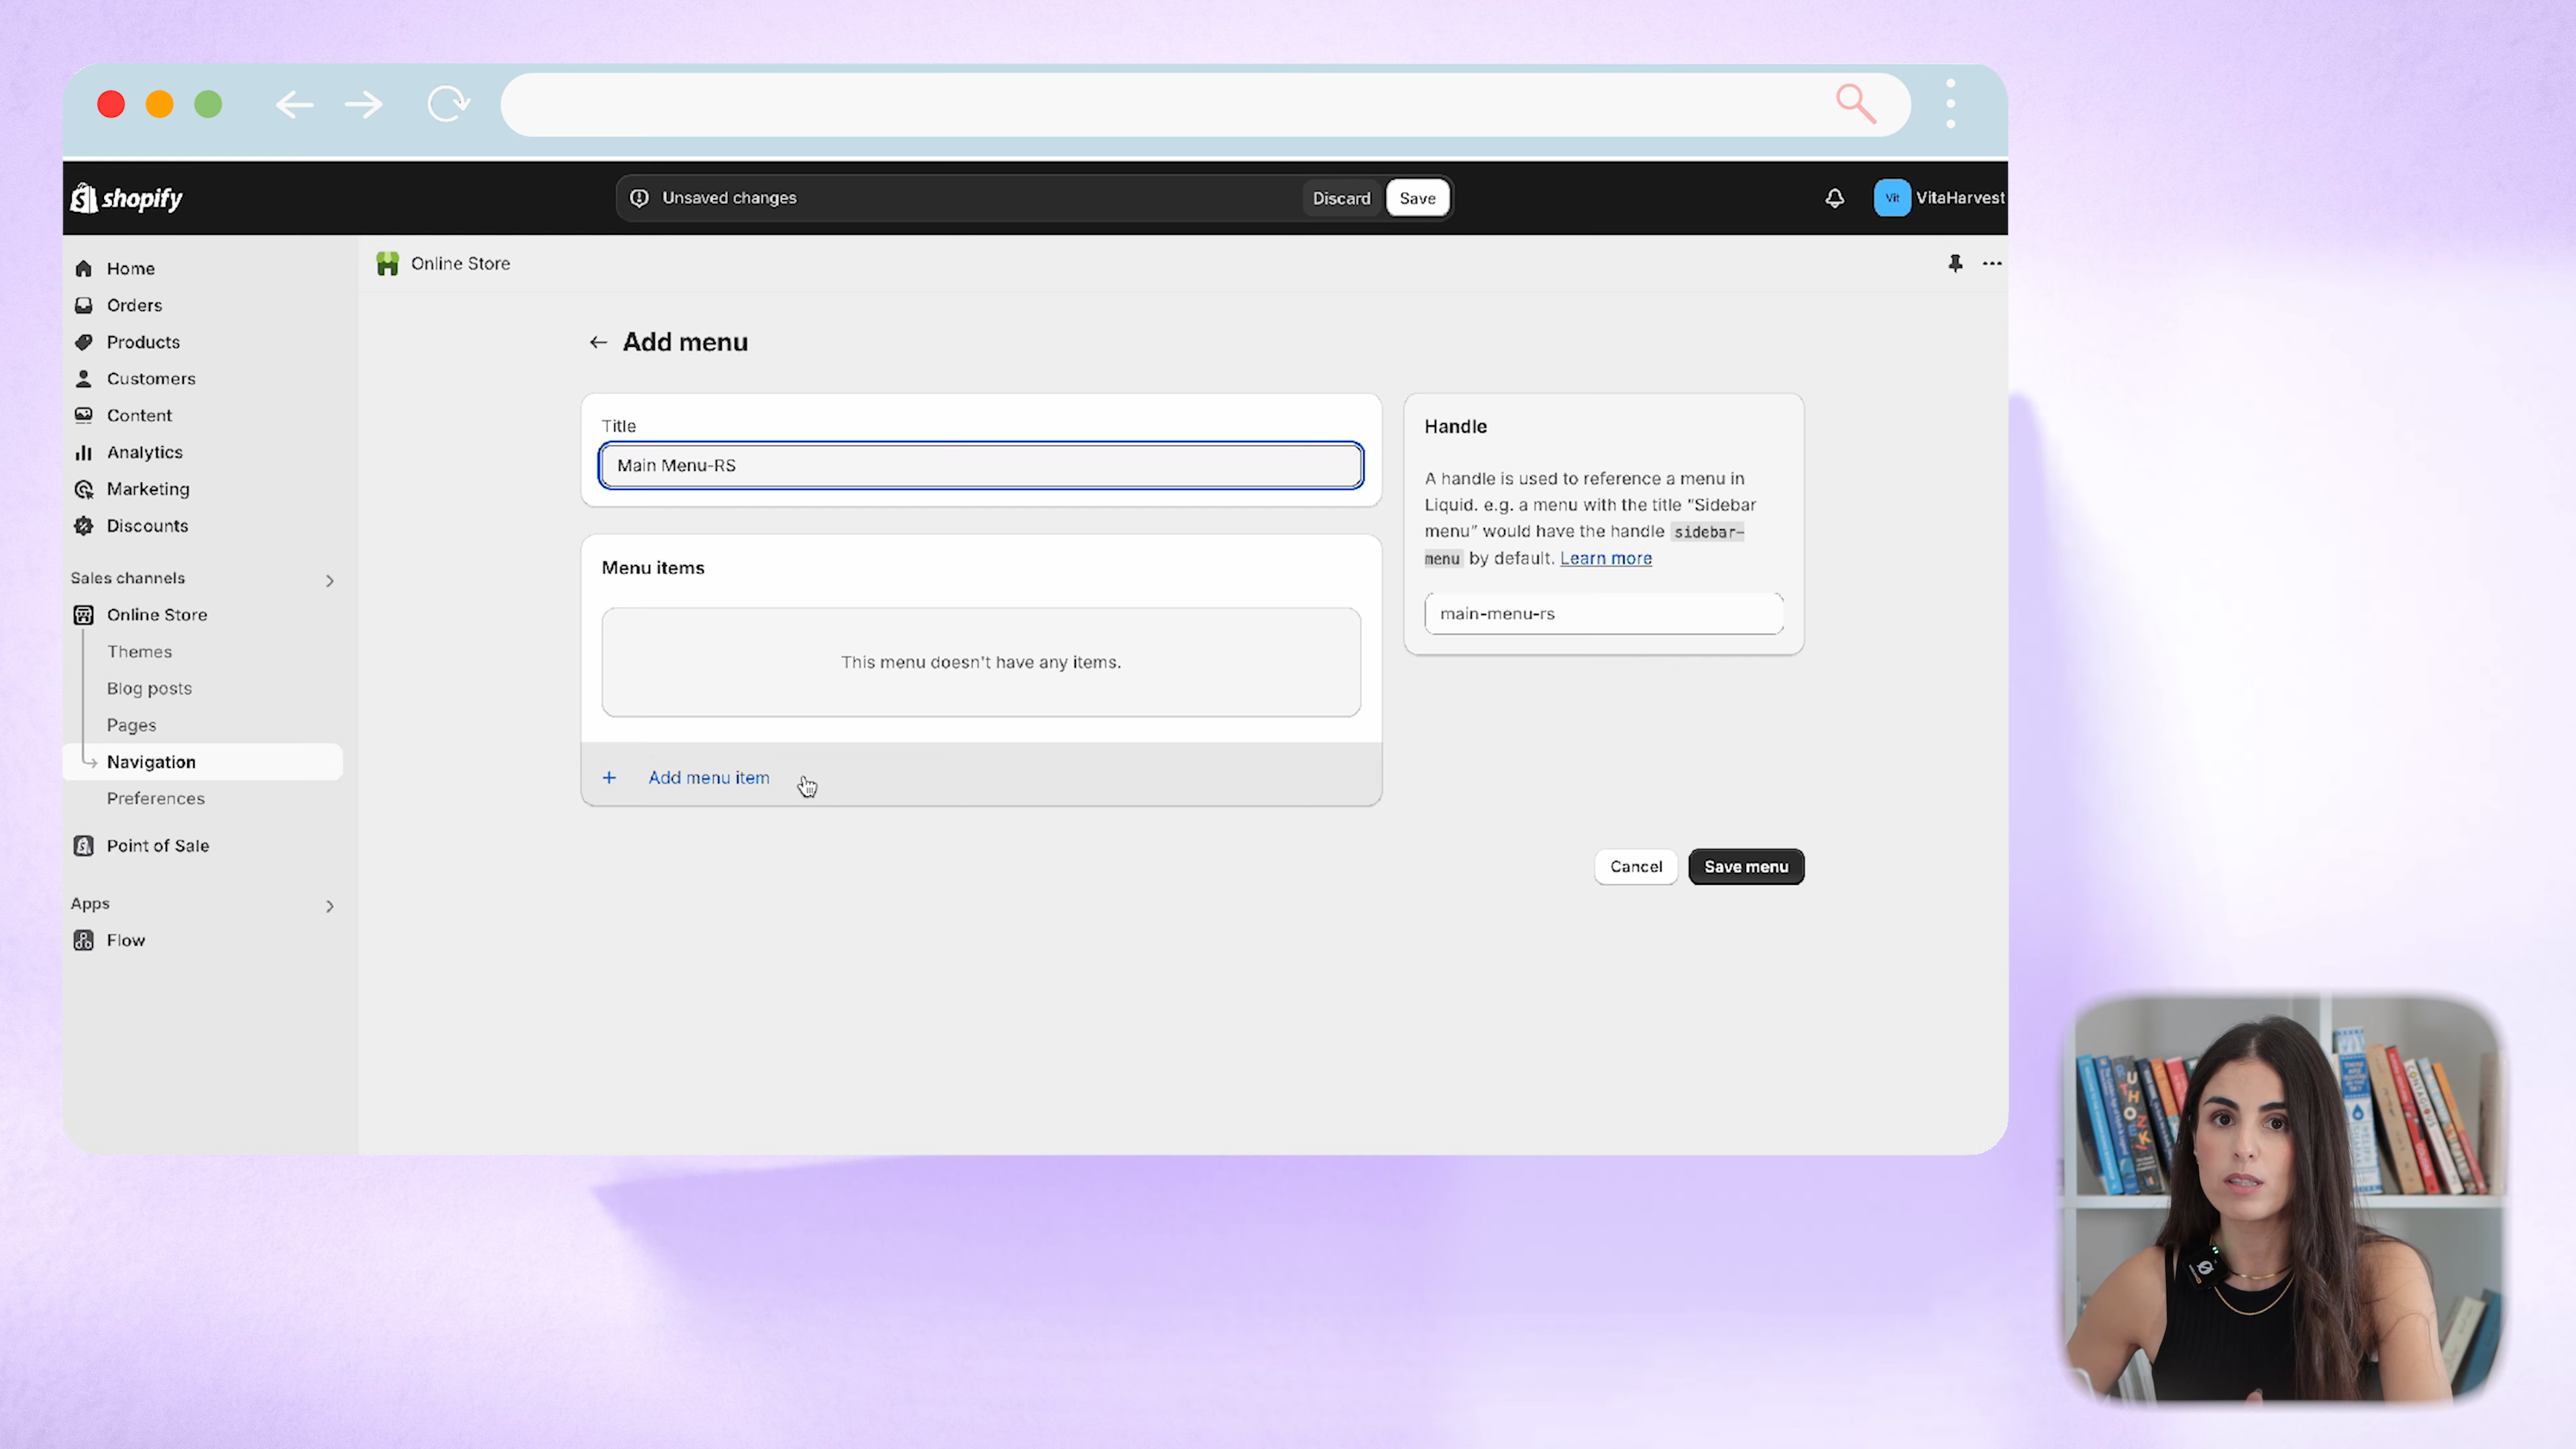 shopify
Unsaved changes
Discard
Save
Vit
VitaHarvest
Home
Orders
Products
Customers
Content
Analytics
Marketing
Discounts
Sales channels
Online Store
Themes
Blog posts
Pages
Navigation
Preferences
Point of Sale
Apps
Flow
Online Store
Add menu
Title
Main Menu-RS
Menu items
This menu doesn't have any items.
+ Add menu item
Handle
A handle is used to reference a menu in
Liquid. e.g. a menu with the title "Sidebar
menu" would have the handle sidebar-
menu by default. Learn more
main-menu-rs
Cancel
Save menu
CONTAGIOUS